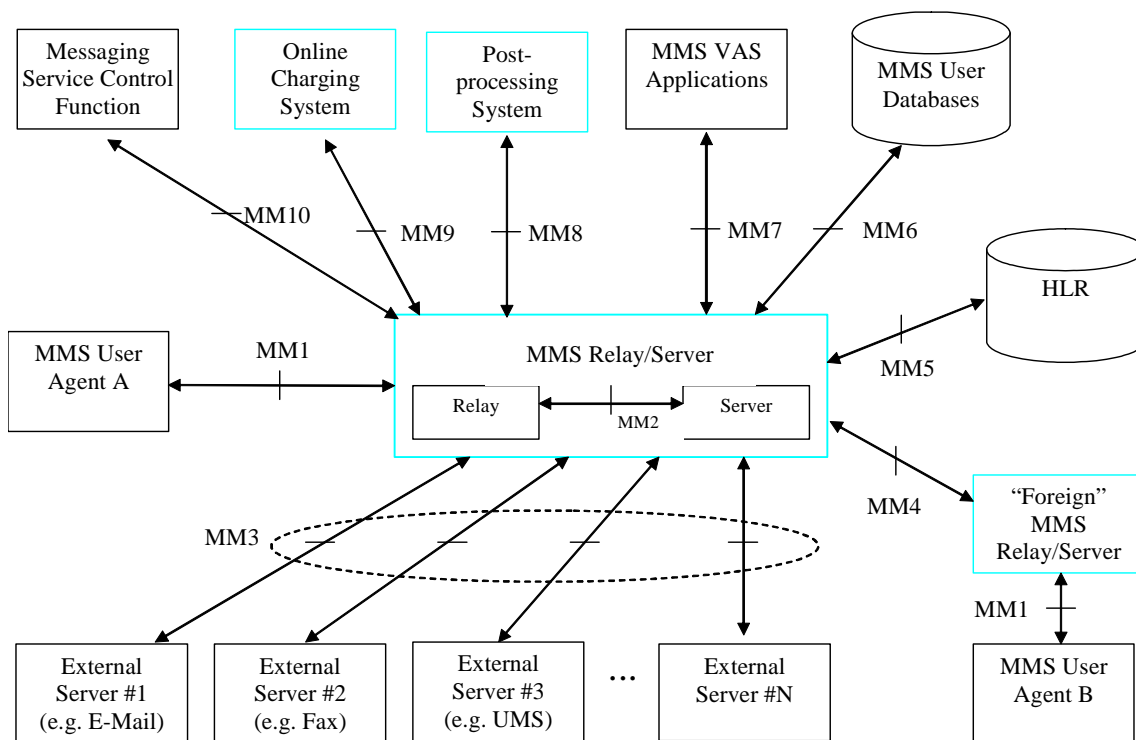 Messaging
Service Control
Function
Online
Charging
System
Post-
processing
System
MMS VAS
Applications
MMS User
Databases
MM10
MM9
MM8
MM7
MM6
HLR
MMS User
Agent A
MM1
MMS Relay/Server
Relay
MM2
Server
MM5
MM4
“Foreign”
MMS
Relay/Server
MM3
MM1
External
Server #1
(e.g. E-Mail)
External
Server #2
(e.g. Fax)
External
Server #3
(e.g. UMS)
...
External
Server #N
MMS User
Agent B